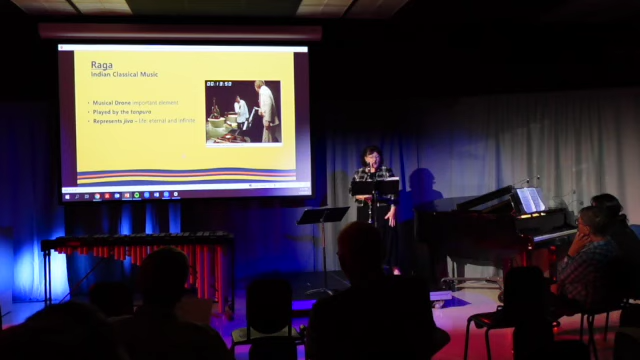 Raga
Indian Classical Music
• Musical Drone important element
• Played by the tanpura
• Represents jiva – life eternal and infinite
00:19:50